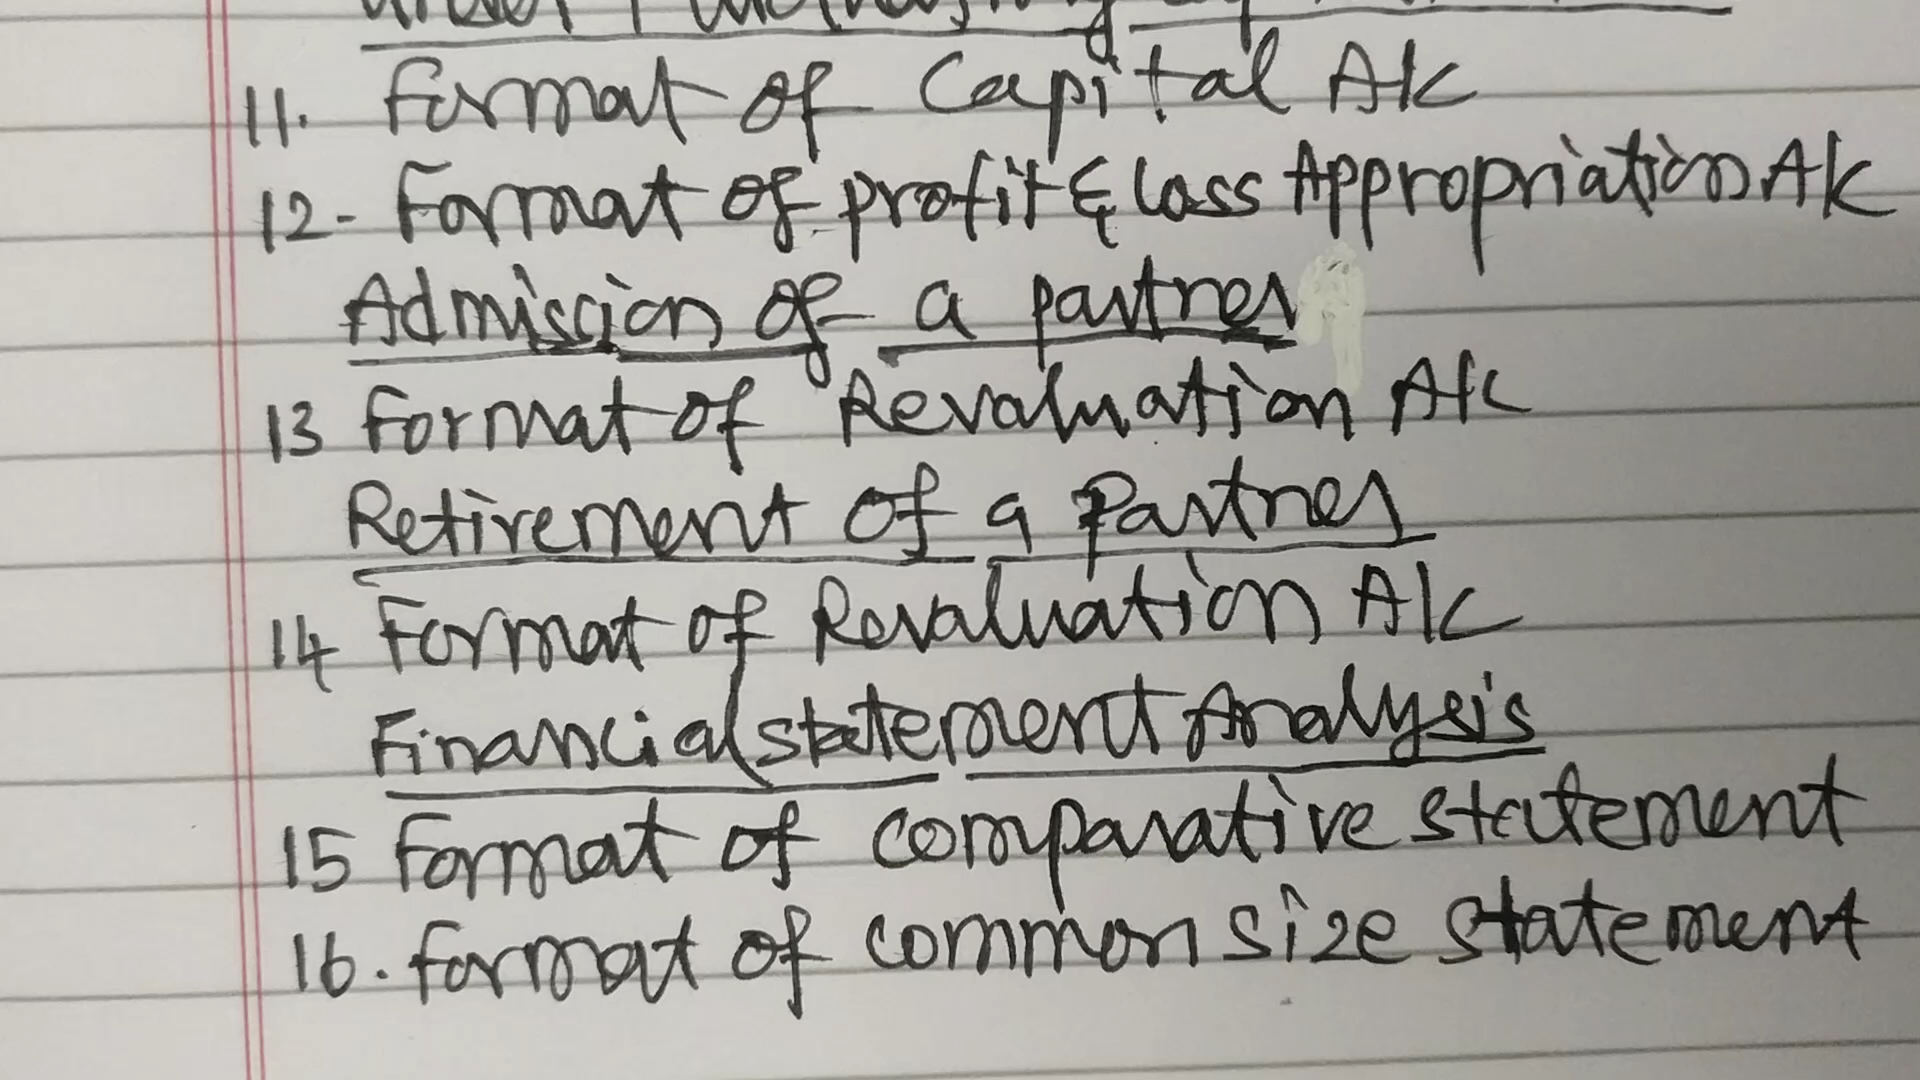 11. Format of Capital A/c
12- Format of profit & Loss Appropriation A/c
Admission of a partner
13 Format of Revaluation A/c
Retirement of a Partner
14 Format of Revaluation A/c
Financial statement Analysis
15 Format of comparative statement
16. Format of common size statement